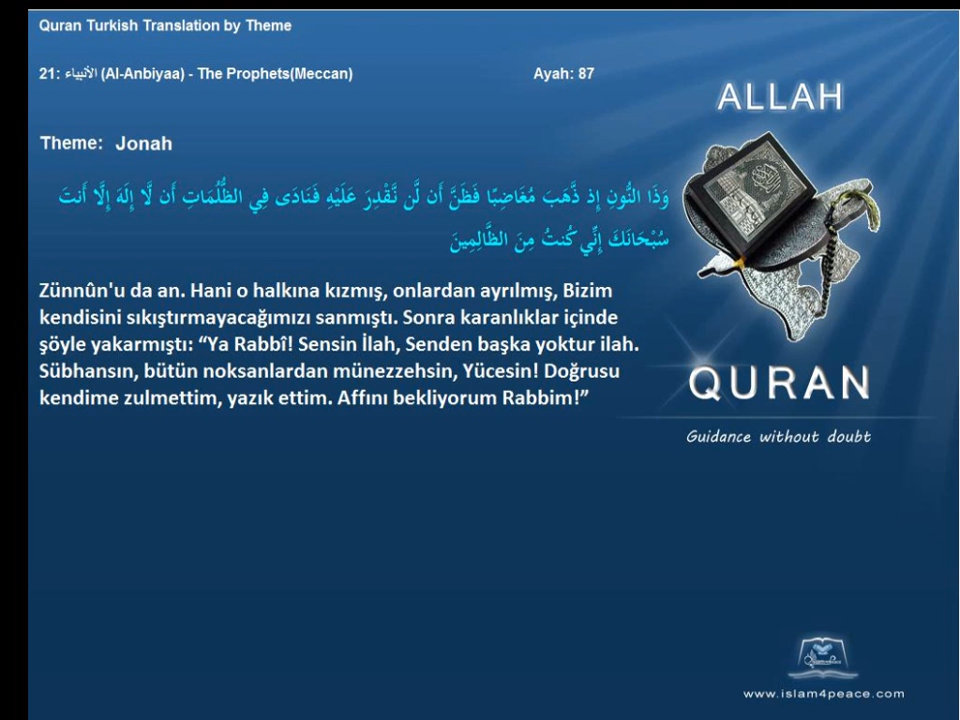 Quran Turkish Translation by Theme
21: الأنبياء (Al-Anbiyaa) - The Prophets(Meccan) Ayah: 87
ALLAH
Theme: Jonah
وَذَا النُّونِ إِذ ذَّهَبَ مُغَاضِبًا فَظَنَّ أَن لَّن نَّقْدِرَ عَلَيْهِ فَنَادَى فِي الظُّلُمَاتِ أَن لَّا إِلَهَ إِلَّا أَنتَ
سُبْحَانَكَ إِنِّي كُنتُ مِنَ الظَّالِمِينَ
Zünnûn'u da an. Hani o halkına kızmış, onlardan ayrılmış, Bizim
kendisini sıkıştırmayacağımızı sanmıştı. Sonra karanlıklar içinde
şöyle yakarmıştı: “Ya Rabbî! Sensin İlah, Senden başka yoktur ilah.
Sübhansın, bütün noksanlardan münezzehsin, Yücesin! Doğrusu
kendime zulmettim, yazık ettim. Affını bekliyorum Rabbim!”
QURAN
Guidance without doubt
www.islam4peace.com